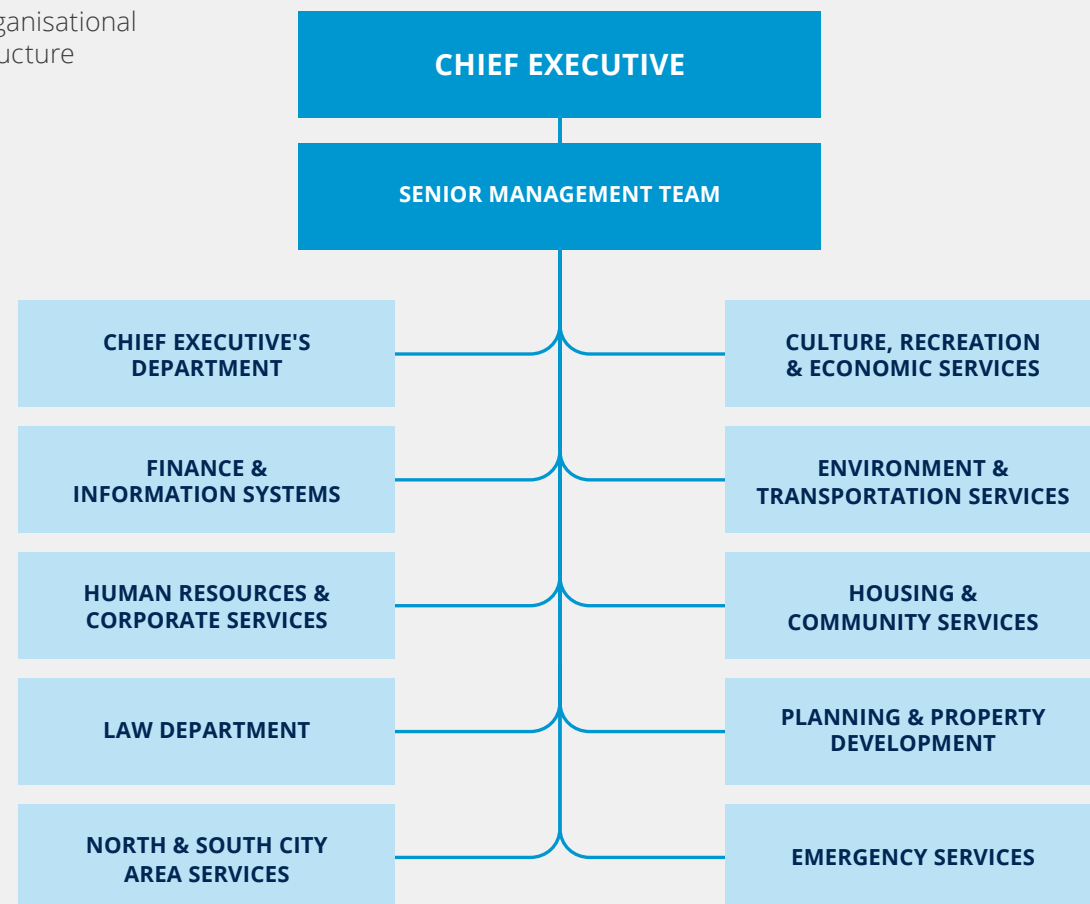 ganisational
ucture
CHIEF EXECUTIVE
SENIOR MANAGEMENT TEAM
CHIEF EXECUTIVE'S
DEPARTMENT
CULTURE, RECREATION
& ECONOMIC SERVICES
FINANCE &
INFORMATION SYSTEMS
ENVIRONMENT &
TRANSPORTATION SERVICES
HUMAN RESOURCES &
CORPORATE SERVICES
HOUSING &
COMMUNITY SERVICES
LAW DEPARTMENT
PLANNING & PROPERTY
DEVELOPMENT
NORTH & SOUTH CITY
AREA SERVICES
EMERGENCY SERVICES